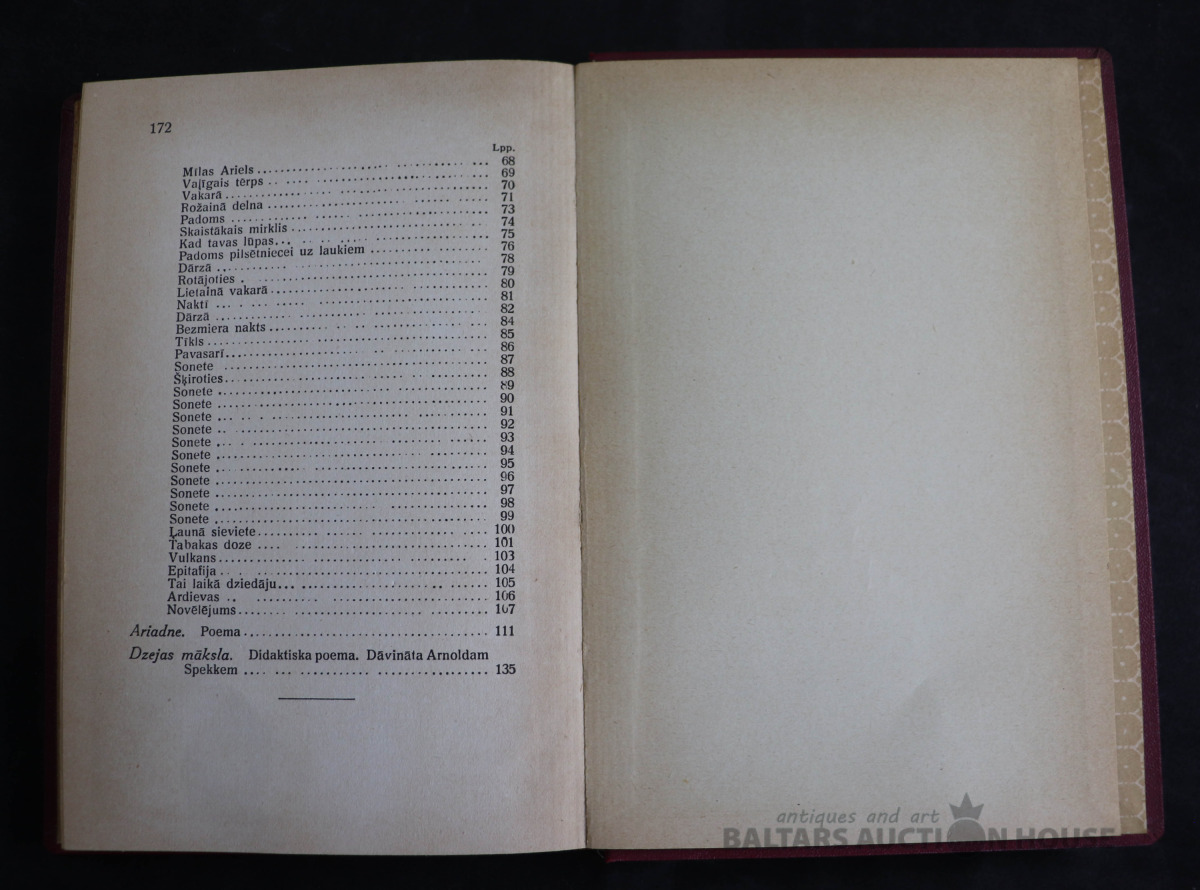 172
Lpp.
Mīlas Ariels ... 68
Vaļīgais tērps ... 69
Vakarā ... 70
Rožainā delna ... 71
Padoms ... 73
Skaistākais mirklis ... 74
Kad tavas lūpas... ... 75
Padoms pilsētniecei uz laukiem ... 76
Dārzā ... 78
Rotājoties ... 79
Lietainā vakarā ... 80
Naktī ... 81
Dārzā ... 82
Bezmiera nakts ... 84
Tīkls ... 85
Pavasarī ... 86
Sonete ... 87
Šķiroties ... 88
Sonete ... 89
Sonete ... 90
Sonete ... 91
Sonete ... 92
Sonete ... 93
Sonete ... 94
Sonete ... 95
Sonete ... 96
Sonete ... 97
Sonete ... 98
Sonete ... 99
Ļaunā sieviete ... 100
Tabakas doze ... 101
Vulkans ... 103
Epitafija ... 104
Tai laikā dziedāju... ... 105
Ardievas ... 106
Novēlējums ... 107
Ariadne. Poema ... 111
Dzejas māksla. Didaktiska poema. Dāvināta Arnoldam
Spekkem ... 135
antiques and art
BALTARS AUCTION HOUSE